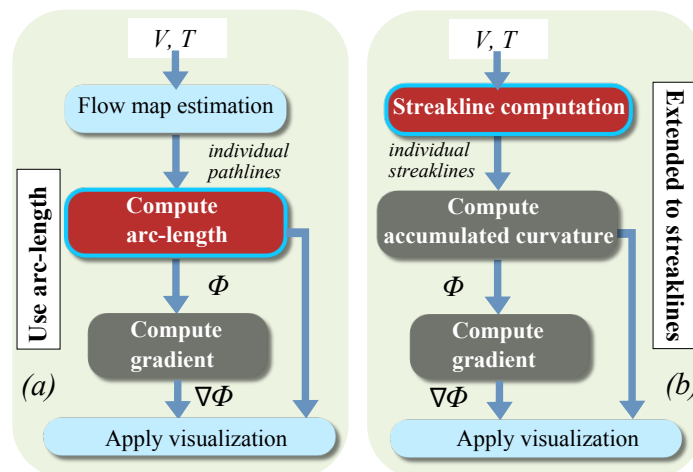 V, T
Flow map estimation
individual
pathlines
Compute
arc-length
Φ
Compute
gradient
∇Φ
Apply visualization
Use arc-length
(a)
V, T
Streakline computation
individual
streaklines
Compute
accumulated curvature
Φ
Compute
gradient
∇Φ
Apply visualization
Extended to streaklines
(b)